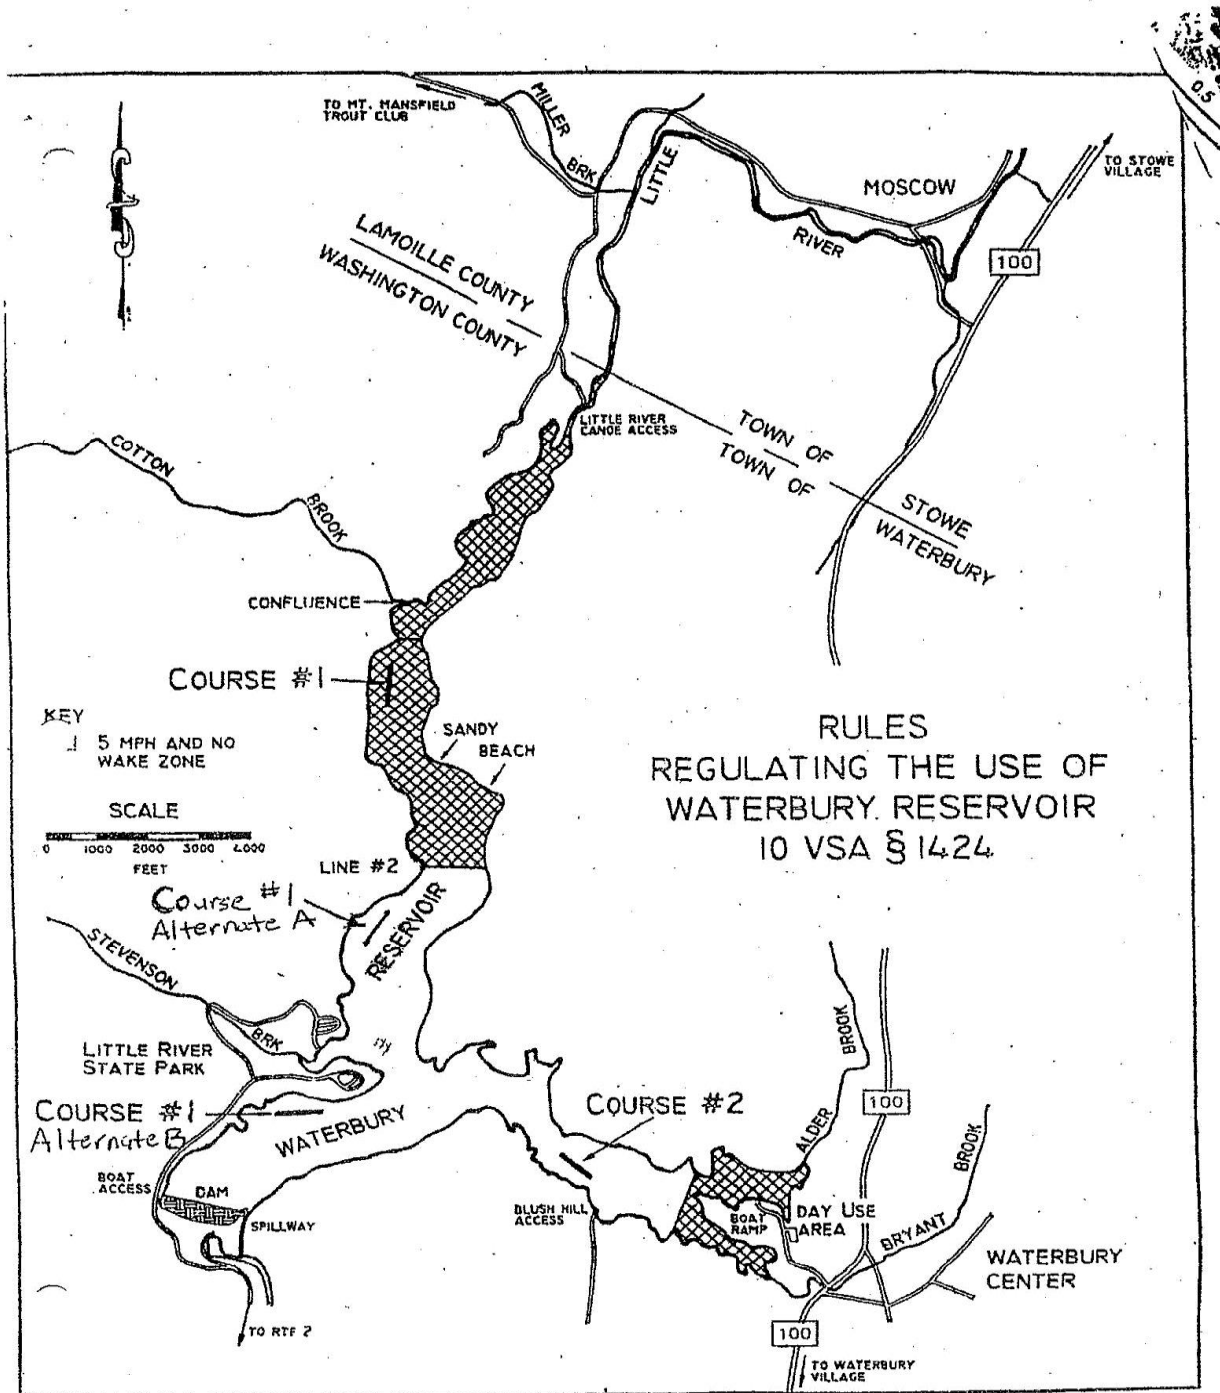 0.5
TO MT. MANSFIELD
TROUT CLUB
MILLER
BRK
LITTLE
RIVER
MOSCOW
TO STOWE
VILLAGE
100
LAMOILLE COUNTY
WASHINGTON COUNTY
LITTLE RIVER
CANOE ACCESS
TOWN OF
TOWN OF
STOWE
WATERBURY
COTTON
BROOK
CONFLUENCE
COURSE #1
KEY
5 MPH AND NO
WAKE ZONE
SANDY
BEACH
RULES
REGULATING THE USE OF
WATERBURY RESERVOIR
10 VSA § 1424
SCALE
0 1000 2000 3000 4000
FEET
LINE #2
Course #1
Alternate A
RESERVOIR
STEVENSON
BRK
LITTLE RIVER
STATE PARK
COURSE #1
Alternate B
WATERBURY
COURSE #2
ALDER
BROOK
100
BROOK
BRYANT
BOAT
ACCESS
DAM
SPILLWAY
BLUSH HILL
ACCESS
BOAT
RAMP
DAY USE
AREA
WATERBURY
CENTER
TO RTE 2
100
TO WATERBURY
VILLAGE